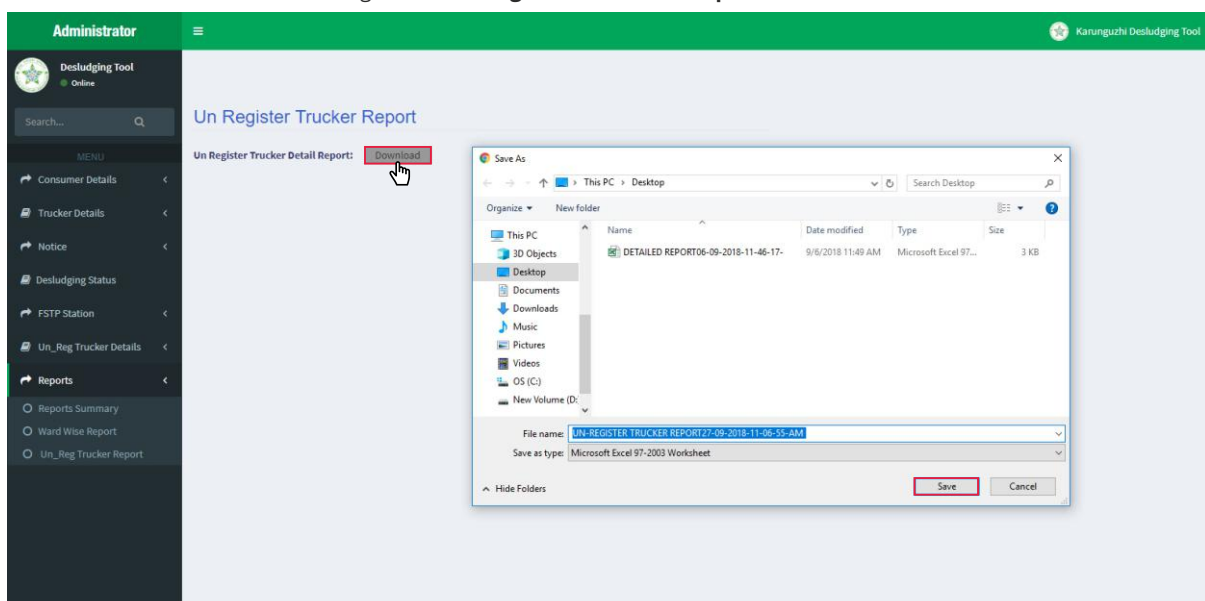 Administrator
Karunguzhi Desludging Tool
Desludging Tool
Online
Search...
MENU
Consumer Details
Trucker Details
Notice
Desludging Status
FSTP Station
Un_Reg Trucker Details
Reports
Reports Summary
Ward Wise Report
Un_Reg Trucker Report
Un Register Trucker Report
Un Register Trucker Detail Report: Download
Save As
This PC > Desktop
Search Desktop
Organize
New folder
This PC
3D Objects
Desktop
Documents
Downloads
Music
Pictures
Videos
OS (C:)
New Volume (D:
Name Date modified Type Size
DETAILED REPORT06-09-2018-11-46-17- 9/6/2018 11:49 AM Microsoft Excel 97... 3 KB
File name: UN-REGISTER TRUCKER REPORT27-09-2018-11-06-55-AM
Save as type: Microsoft Excel 97-2003 Worksheet
Hide Folders
Save Cancel